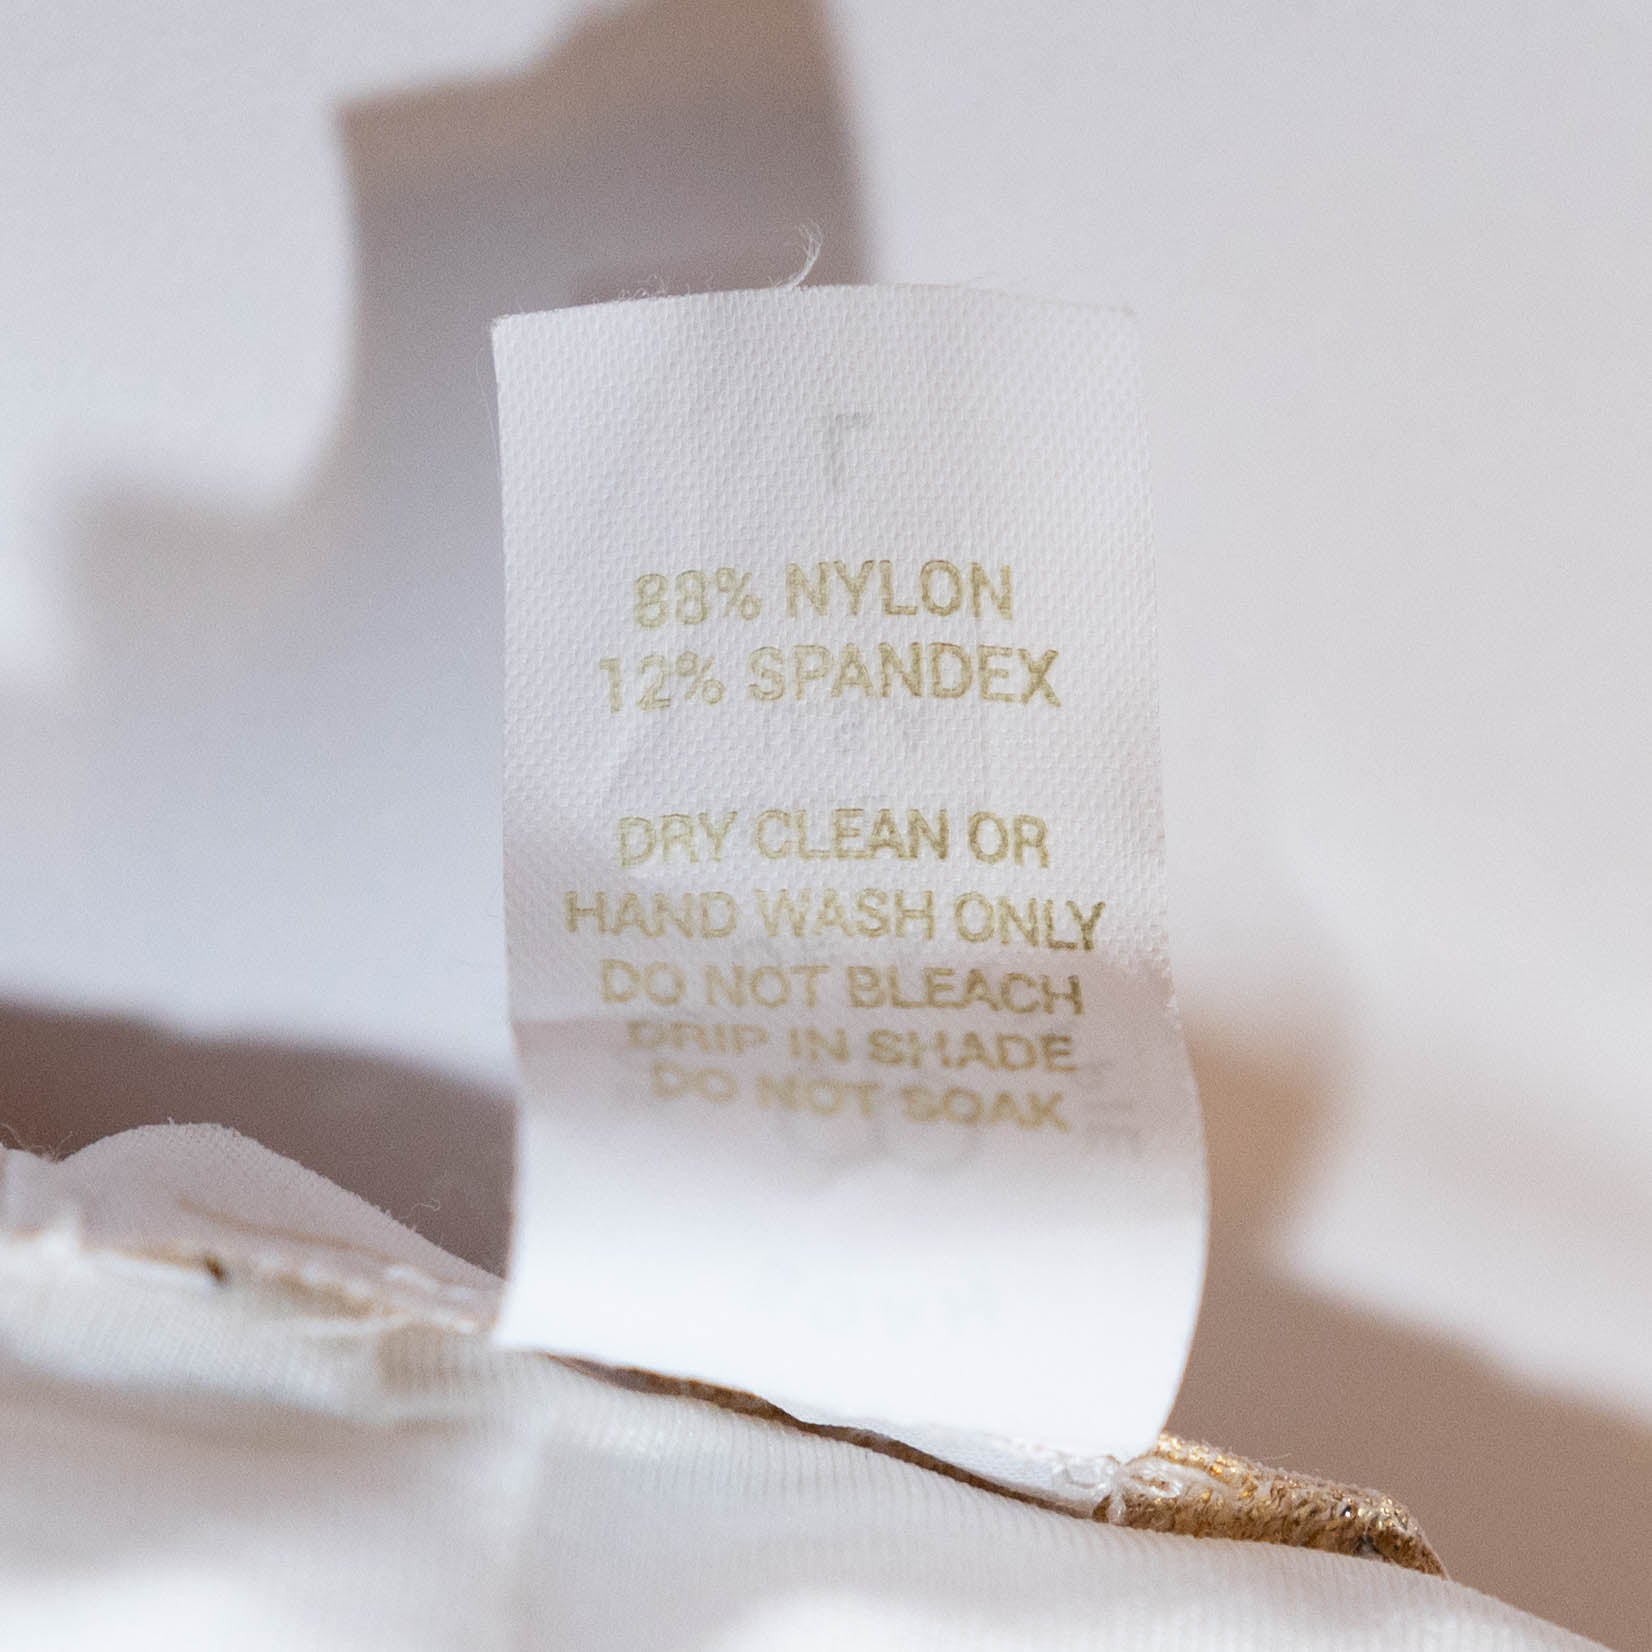 88% NYLON
12% SPANDEX
DRY CLEAN OR
HAND WASH ONLY
DO NOT BLEACH
DRIP IN SHADE
DO NOT SOAK